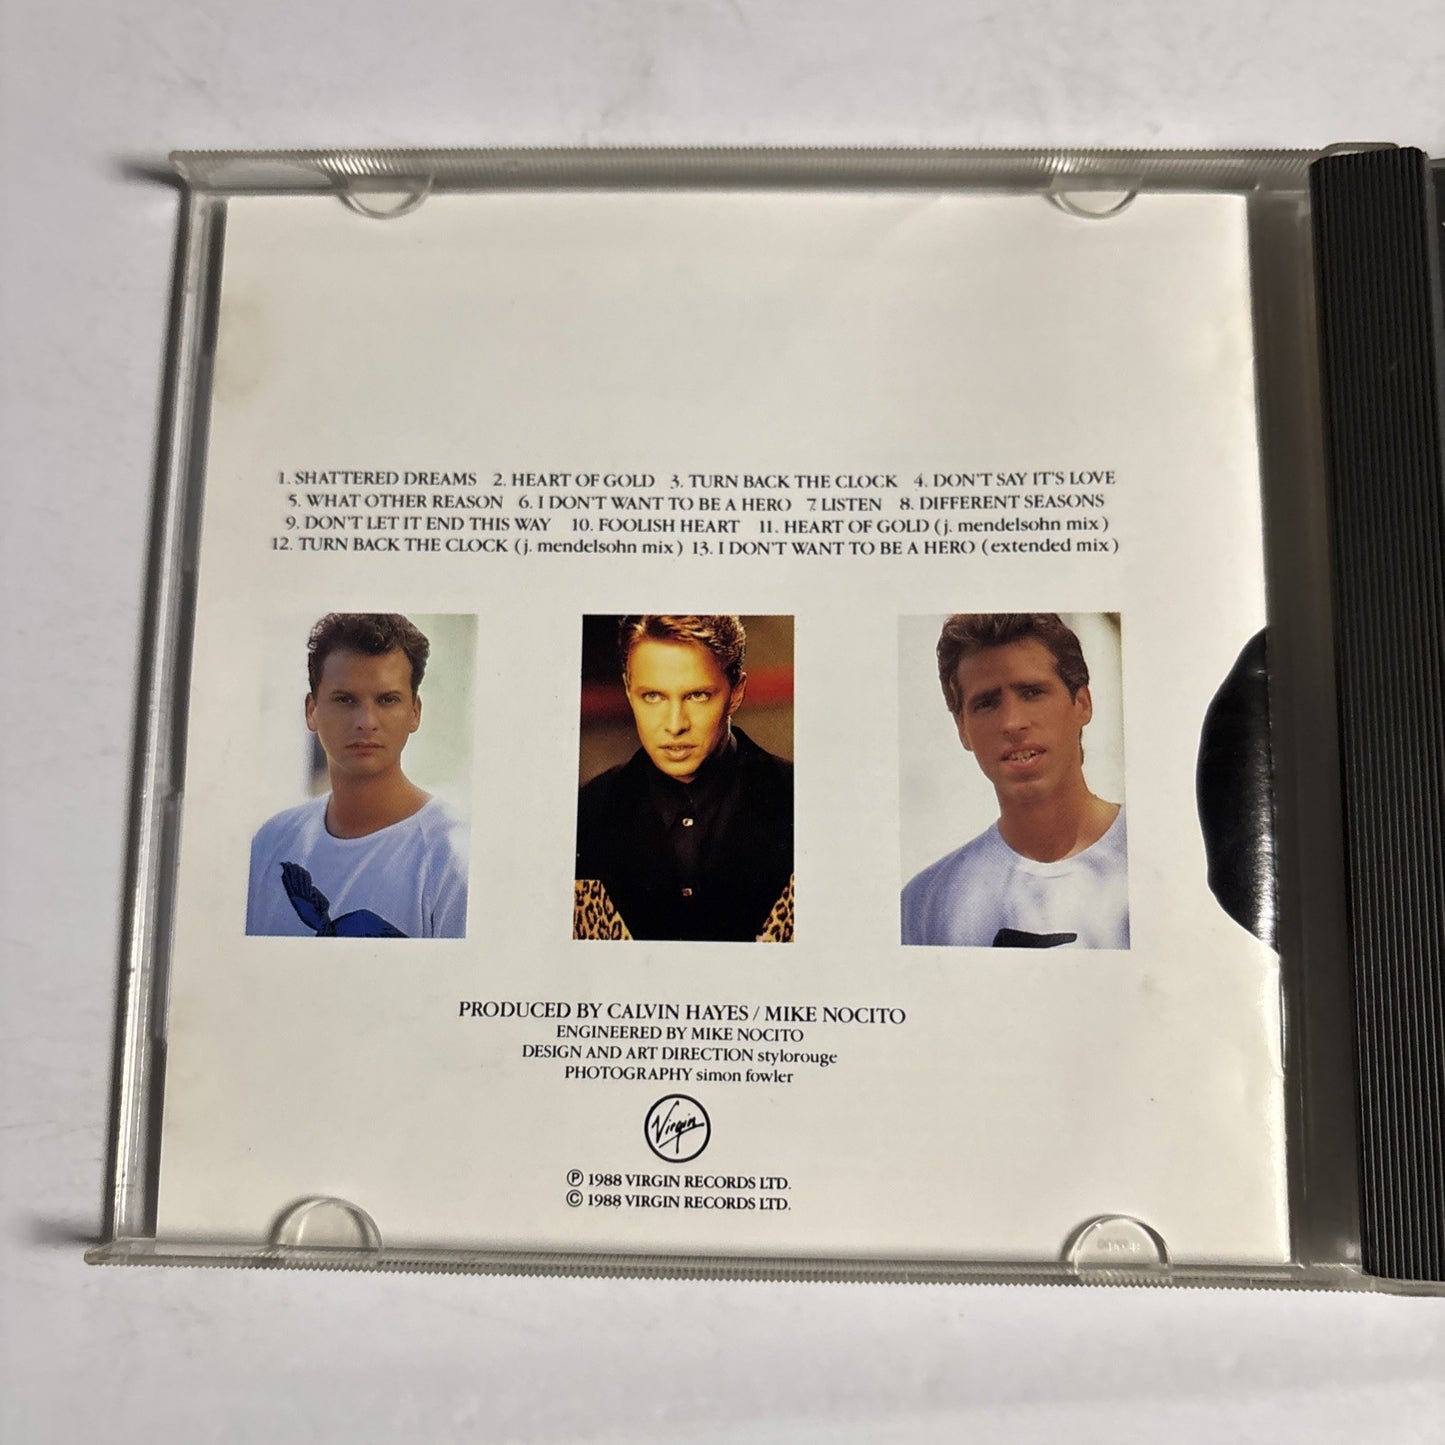 1. SHATTERED DREAMS 2. HEART OF GOLD 3. TURN BACK THE CLOCK 4. DON'T SAY IT'S LOVE
5. WHAT OTHER REASON 6. I DON'T WANT TO BE A HERO 7. LISTEN 8. DIFFERENT SEASONS
9. DON'T LET IT END THIS WAY 10. FOOLISH HEART 11. HEART OF GOLD (j. mendelsohn mix)
12. TURN BACK THE CLOCK (j. mendelsohn mix) 13. I DON'T WANT TO BE A HERO (extended mix)
PRODUCED BY CALVIN HAYES / MIKE NOCITO
ENGINEERED BY MIKE NOCITO
DESIGN AND ART DIRECTION stylorouge
PHOTOGRAPHY simon fowler
Virgin
℗ 1988 VIRGIN RECORDS LTD.
© 1988 VIRGIN RECORDS LTD.